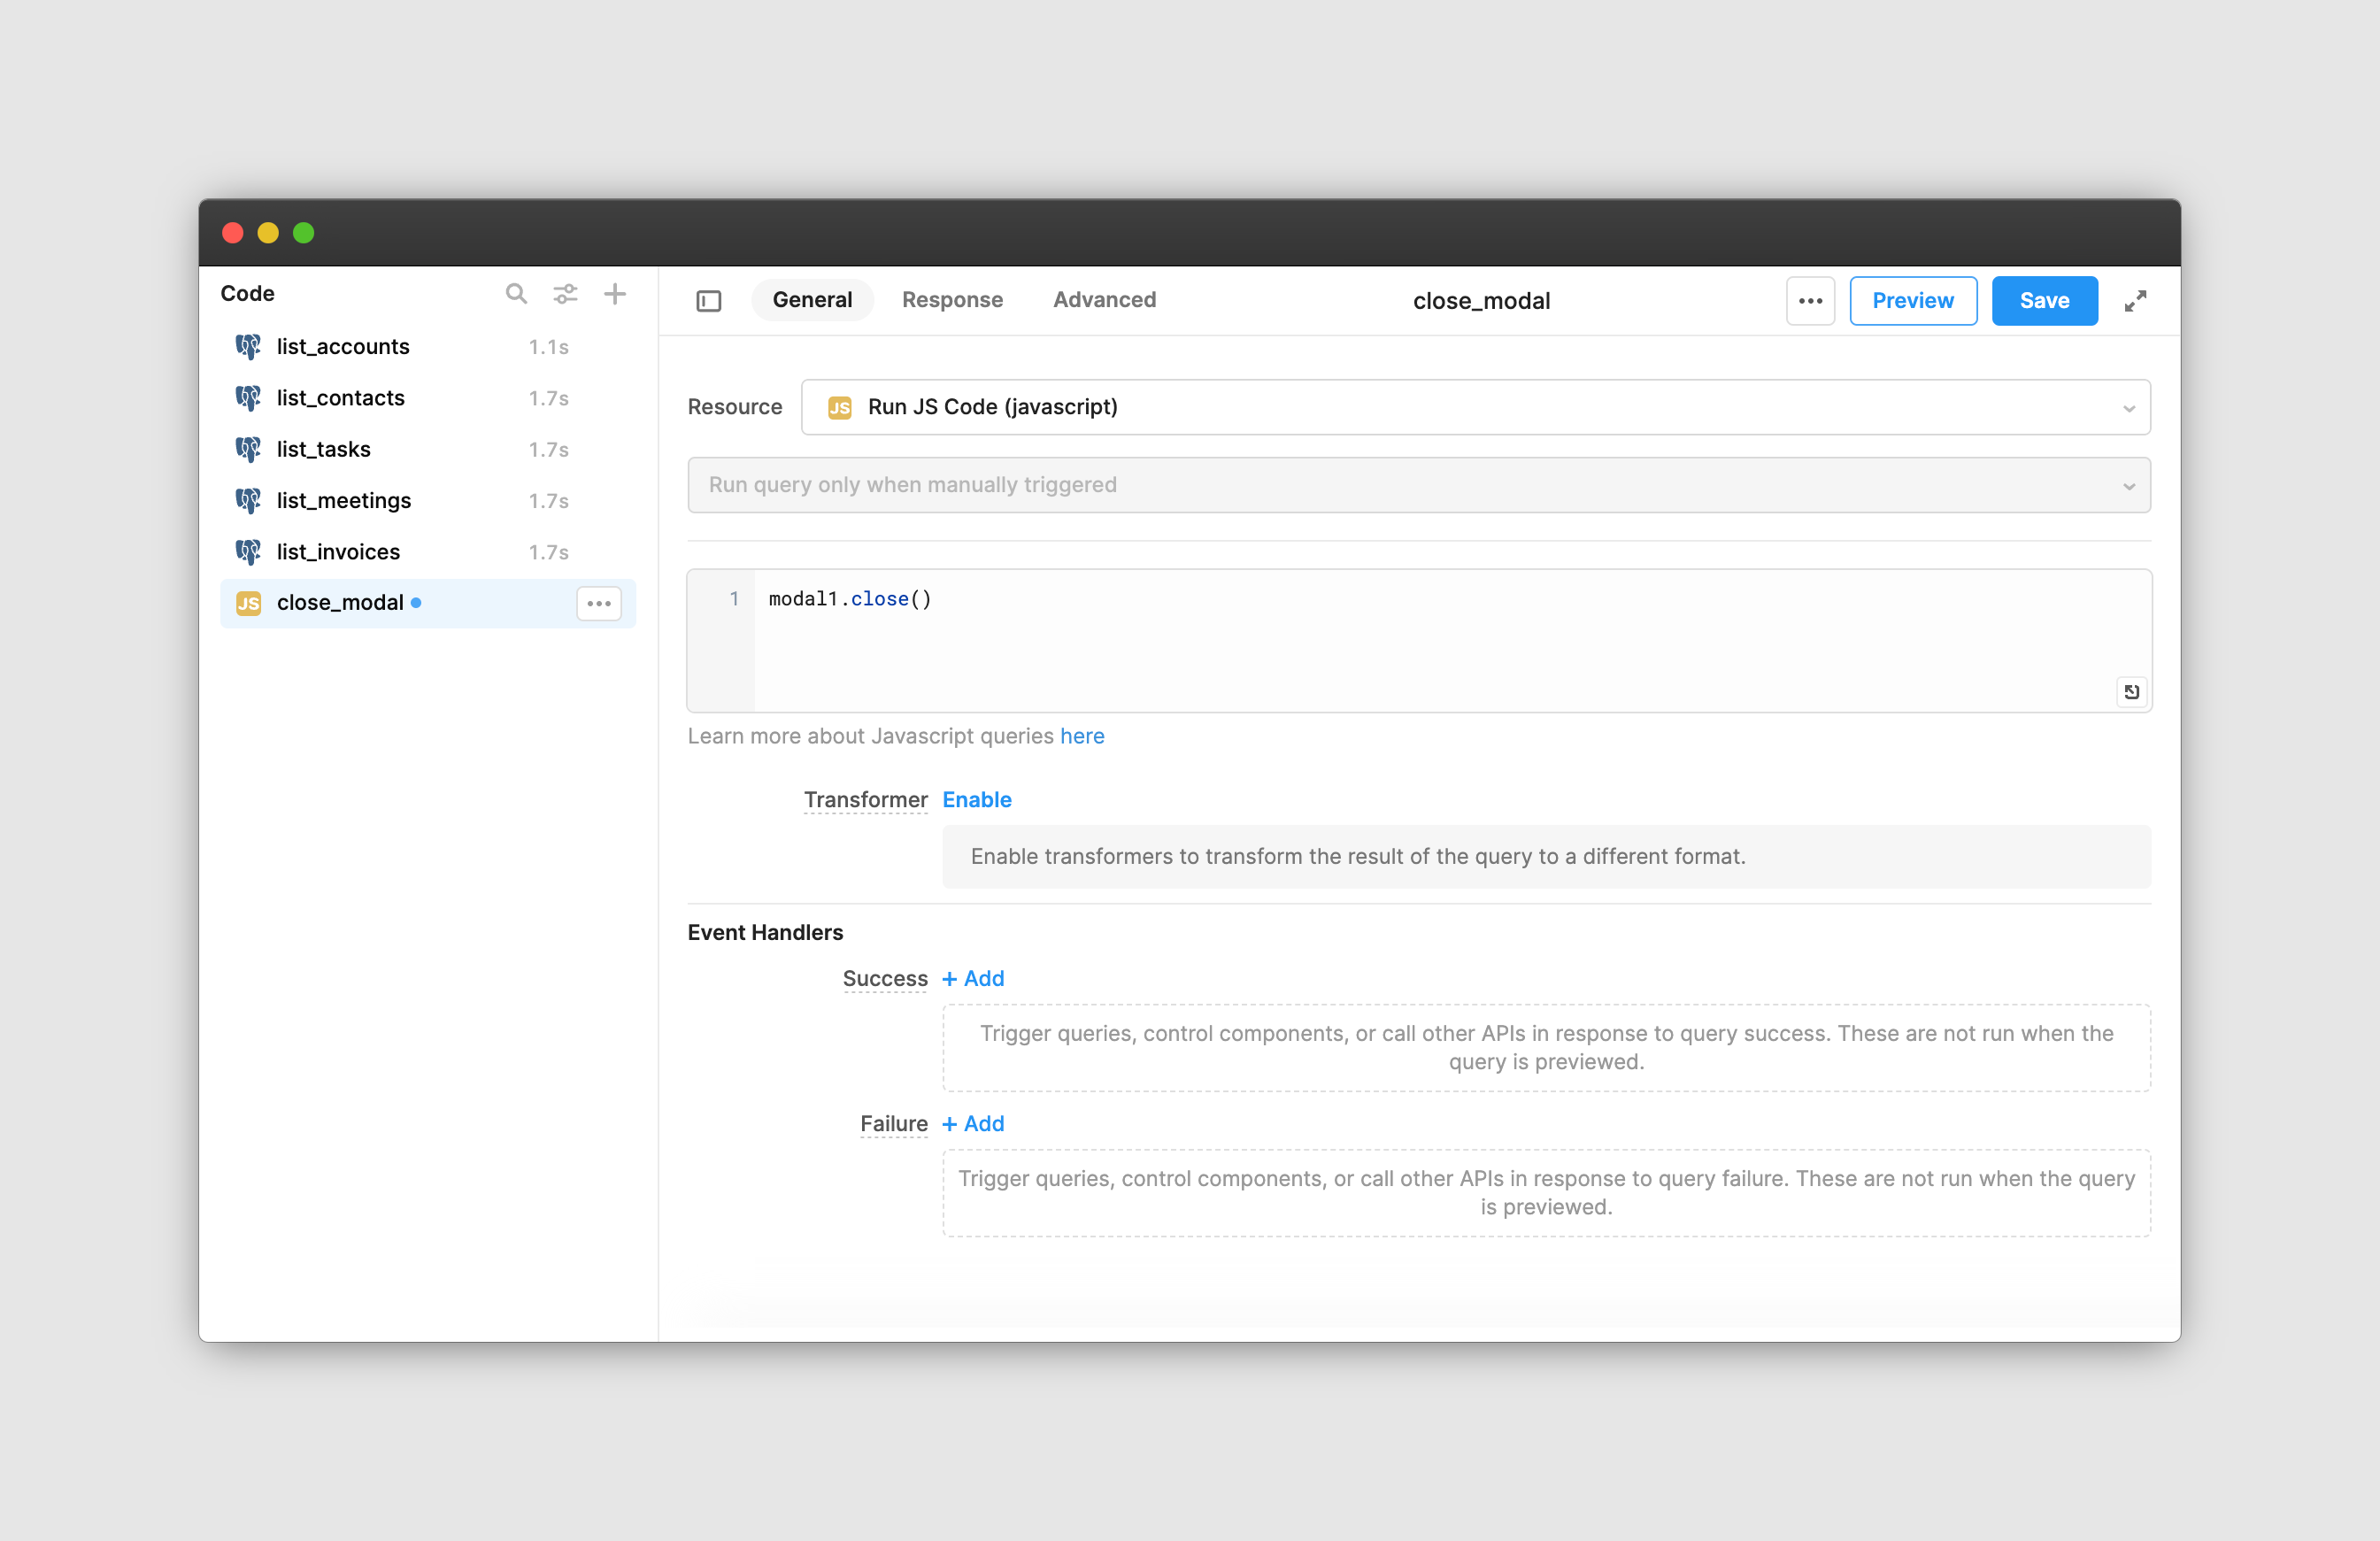 Code
list_accounts 1.1s
list_contacts 1.7s
list_tasks 1.7s
list_meetings 1.7s
list_invoices 1.7s
JS close_modal
General Response Advanced close_modal Preview Save
Resource JS Run JS Code (javascript)
Run query only when manually triggered
1 modal1.close()
Learn more about Javascript queries here
Transformer Enable
Enable transformers to transform the result of the query to a different format.
Event Handlers
Success + Add
Trigger queries, control components, or call other APIs in response to query success. These are not run when the
query is previewed.
Failure + Add
Trigger queries, control components, or call other APIs in response to query failure. These are not run when the query
is previewed.